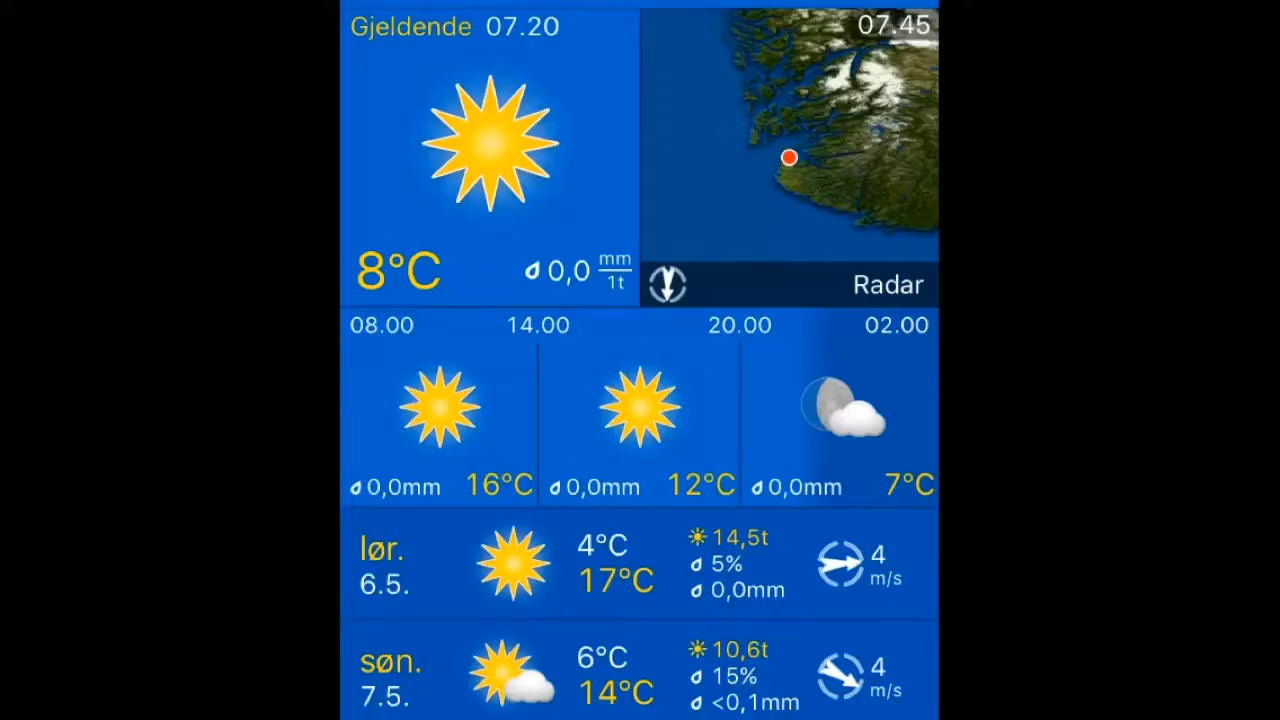 Gjeldende 07.20
07.45
8°C
0,0 mm
1t
Radar
08.00 14.00 20.00 02.00
0,0mm 16°C 0,0mm 12°C 0,0mm 7°C
lør.
6.5.
4°C
17°C
14,5t
5%
0,0mm
4
m/s
søn.
7.5.
6°C
14°C
10,6t
15%
<0,1mm
4
m/s